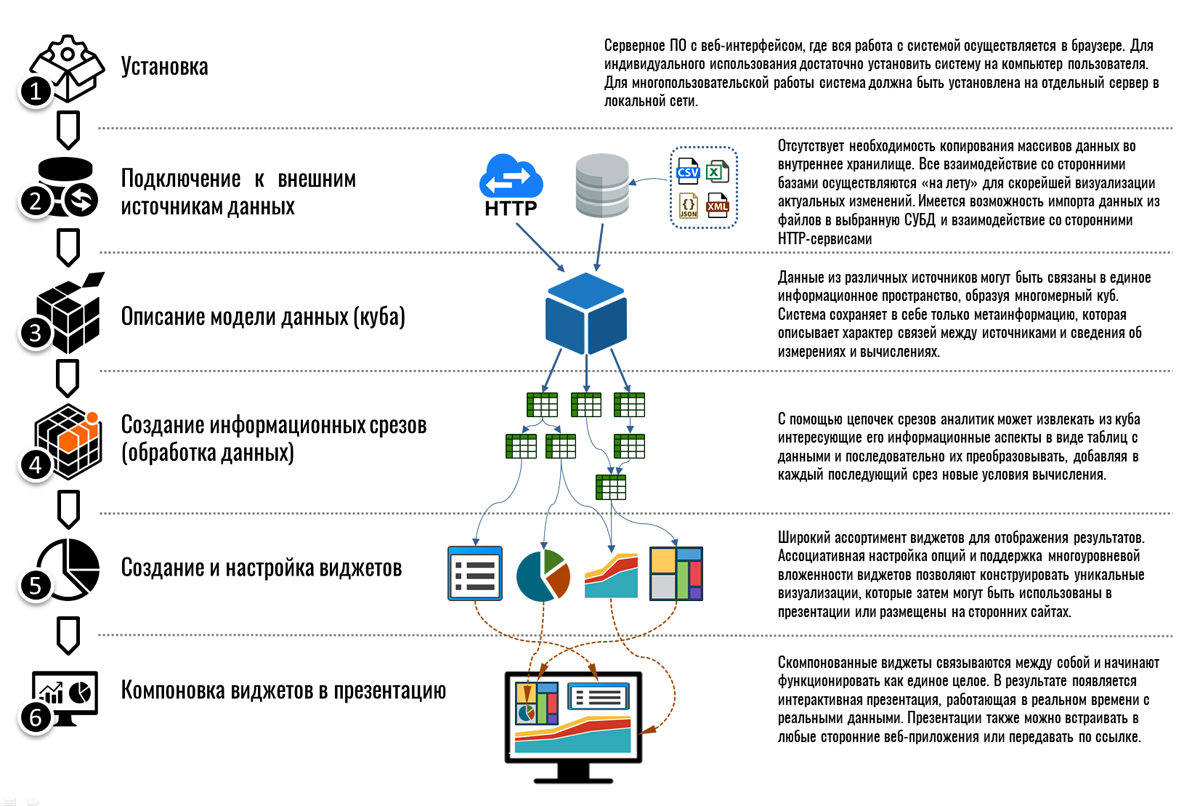 1
Установка
Серверное ПО с веб-интерфейсом, где вся работа с системой осуществляется в браузере. Для
индивидуального использования достаточно установить систему на компьютер пользователя.
Для многопользовательской работы система должна быть установлена на отдельный сервер в
локальной сети.
2
Подключение к внешним
источникам данных
HTTP
CSV
X
{}
JSON
XML
Отсутствует необходимость копирования массивов данных во
внутреннее хранилище. Все взаимодействие со сторонними
базами осуществляются «на лету» для скорейшей визуализации
актуальных изменений. Имеется возможность импорта данных из
файлов в выбранную СУБД и взаимодействие со сторонними
HTTP-сервисами
3
Описание модели данных (куба)
Данные из различных источников могут быть связаны в единое
информационное пространство, образуя многомерный куб.
Система сохраняет в себе только метаинформацию, которая
описывает характер связей между источниками и сведения об
измерениях и вычислениях.
4
Создание информационных срезов
(обработка данных)
С помощью цепочек срезов аналитик может извлекать из куба
интересующие его информационные аспекты в виде таблиц с
данными и последовательно их преобразовывать, добавляя в
каждый последующий срез новые условия вычисления.
5
Создание и настройка виджетов
Широкий ассортимент виджетов для отображения результатов.
Ассоциативная настройка опций и поддержка многоуровневой
вложенности виджетов позволяют конструировать уникальные
визуализации, которые затем могут быть использованы в
презентации или размещены на сторонних сайтах.
6
Компоновка виджетов в презентацию
Скомпонованные виджеты связываются между собой и начинают
функционировать как единое целое. В результате появляется
интерактивная презентация, работающая в реальном времени с
реальными данными. Презентации также можно встраивать в
любые сторонние веб-приложения или передавать по ссылке.